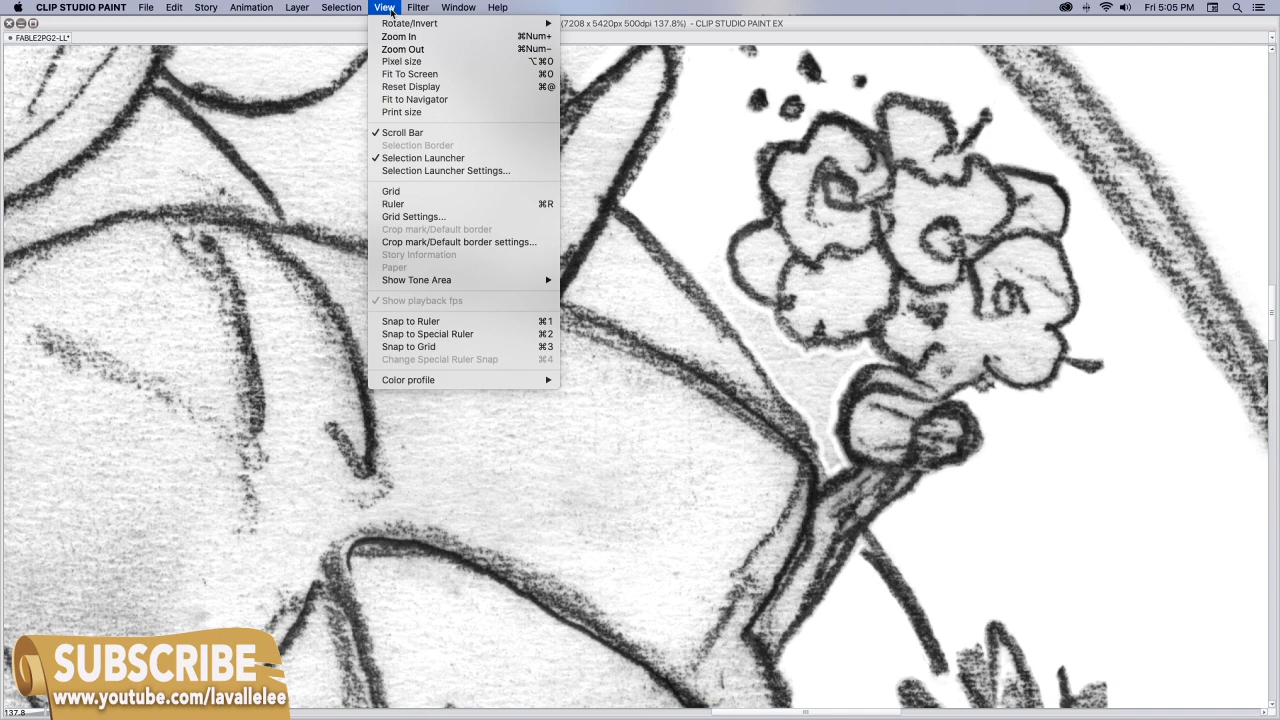 CLIP STUDIO PAINT File Edit Story Animation Layer Selection View Filter Window Help Fri 5:05 PM
(7208 x 5420px 500dpi 137.8%) - CLIP STUDIO PAINT EX
FABLE2PG2-LL*
Rotate/Invert
Zoom In ⌘Num+
Zoom Out ⌘Num−
Pixel size ⌥⌘0
Fit To Screen ⌘0
Reset Display ⌘@
Fit to Navigator
Print size
✓ Scroll Bar
Selection Border
✓ Selection Launcher
Selection Launcher Settings...
Grid
Ruler ⌘R
Grid Settings...
Crop mark/Default border
Crop mark/Default border settings...
Story Information
Paper
Show Tone Area
✓ Show playback fps
Snap to Ruler ⌘1
Snap to Special Ruler ⌘2
Snap to Grid ⌘3
Change Special Ruler Snap ⌘4
Color profile
SUBSCRIBE
www.youtube.com/lavallelee
137.8